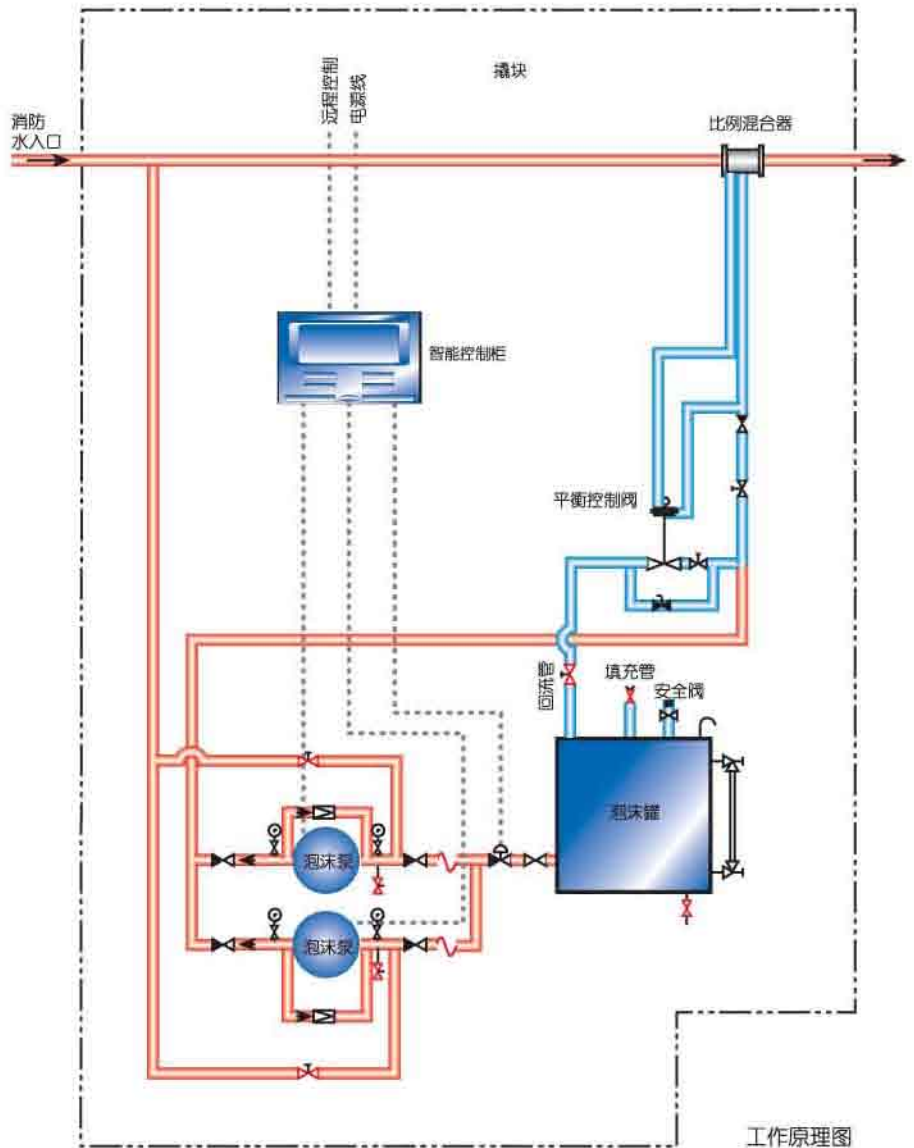 撬块
远程控制
电源线
消防
水入口
比例混合器
智能控制柜
平衡控制阀
回流管
填充管
安全阀
泡沫罐
泡沫泵
泡沫泵
工作原理图